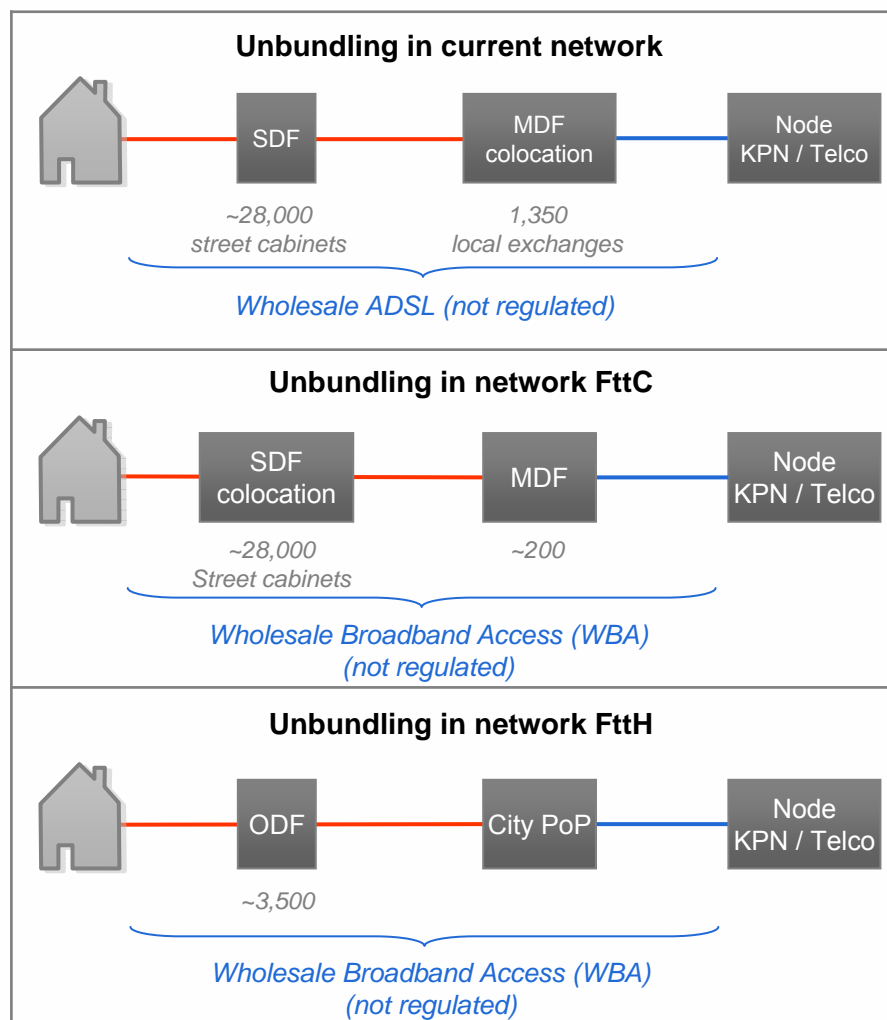 Unbundling in current network
SDF
MDF
colocation
Node
KPN / Telco
~28,000
street cabinets
1,350
local exchanges
Wholesale ADSL (not regulated)
Unbundling in network FttC
SDF
colocation
MDF
Node
KPN / Telco
~28,000
Street cabinets
~200
Wholesale Broadband Access (WBA)
(not regulated)
Unbundling in network FttH
ODF
City PoP
Node
KPN / Telco
~3,500
Wholesale Broadband Access (WBA)
(not regulated)